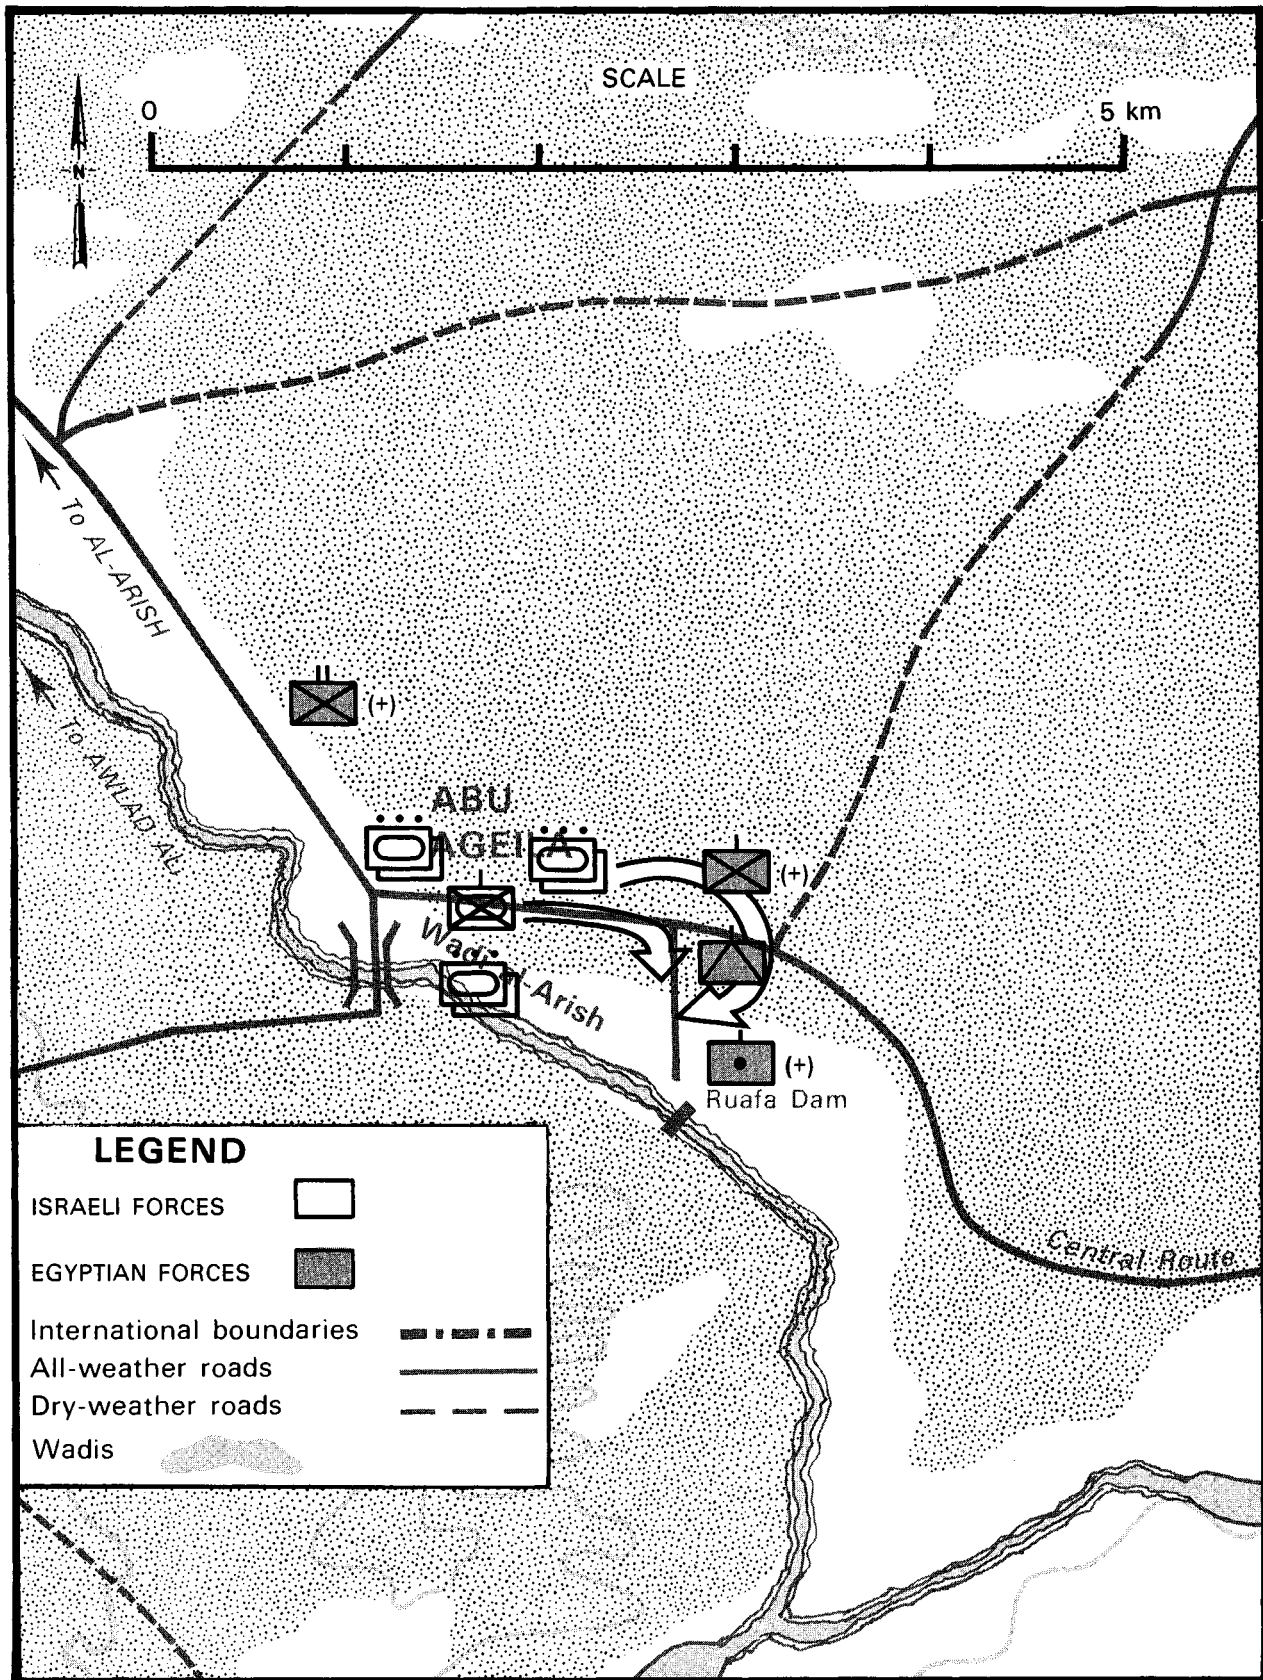 SCALE
0
5 km
N
To AL-ARISH
To AWLAD AL
(+)
ABU
AGEILA
(+)
Wadi al-Arish
(+)
Ruafa Dam
Central Route
LEGEND
ISRAELI FORCES
EGYPTIAN FORCES
International boundaries
All-weather roads
Dry-weather roads
Wadis